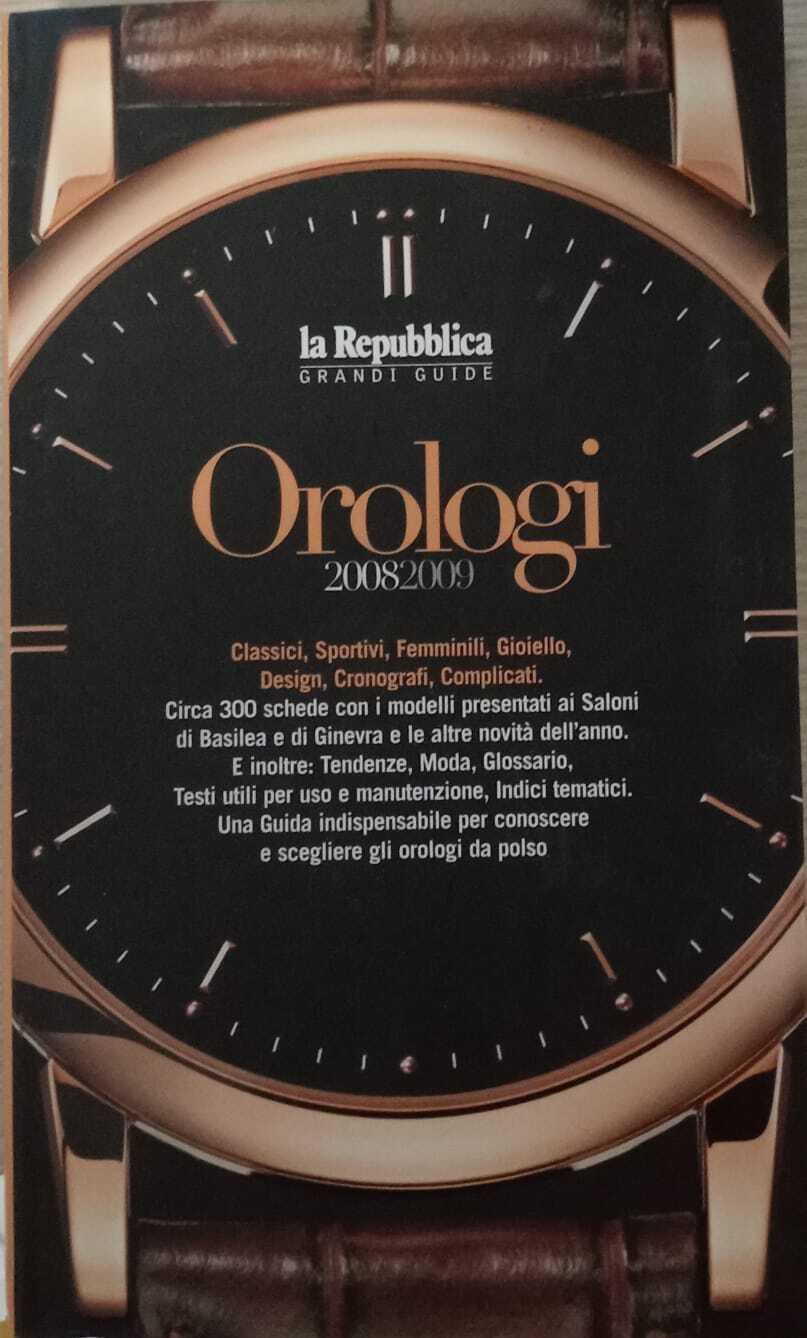 la Repubblica
GRANDI GUIDE
Orologi
20082009
Classici, Sportivi, Femminili, Gioiello,
Design, Cronografi, Complicati.
Circa 300 schede con i modelli presentati ai Saloni
di Basilea e di Ginevra e le altre novità dell'anno.
E inoltre: Tendenze, Moda, Glossario,
Testi utili per uso e manutenzione, Indici tematici.
Una Guida indispensabile per conoscere
e scegliere gli orologi da polso